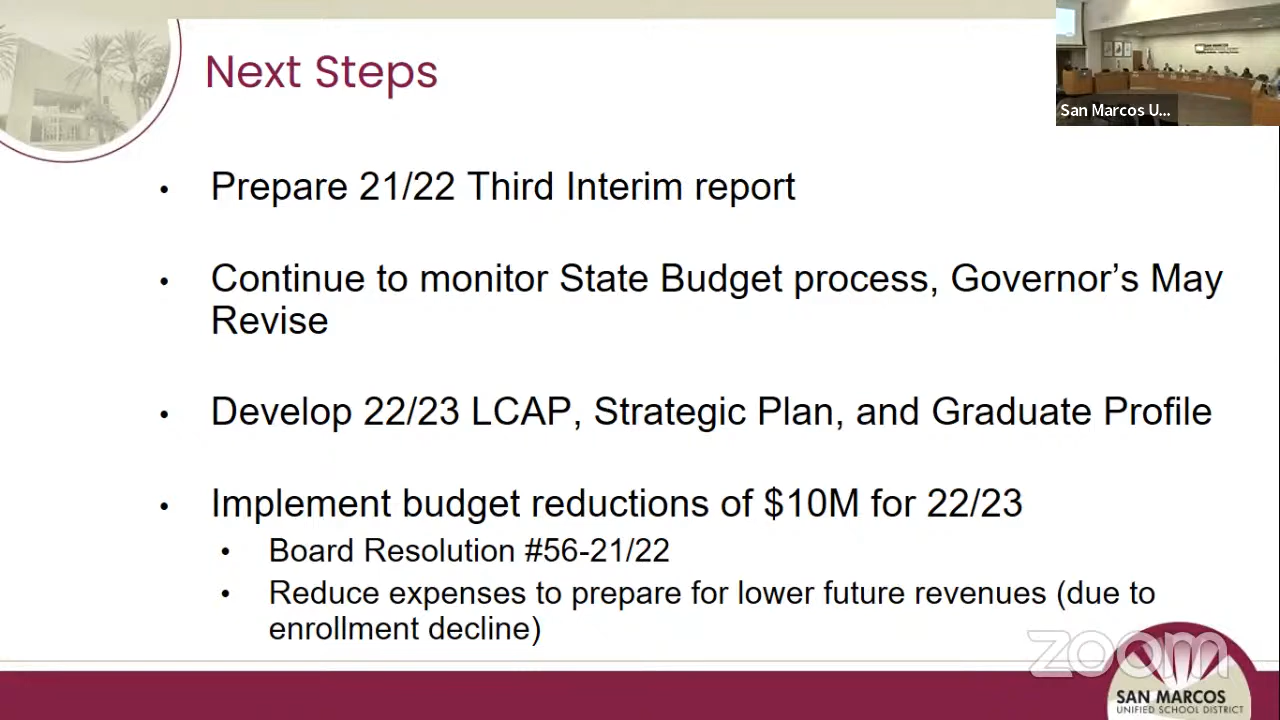 Next Steps
San Marcos U...
• Prepare 21/22 Third Interim report
• Continue to monitor State Budget process, Governor’s May
Revise
• Develop 22/23 LCAP, Strategic Plan, and Graduate Profile
• Implement budget reductions of $10M for 22/23
• Board Resolution #56-21/22
• Reduce expenses to prepare for lower future revenues (due to
enrollment decline)
zoom
SAN MARCOS
UNIFIED SCHOOL DISTRICT